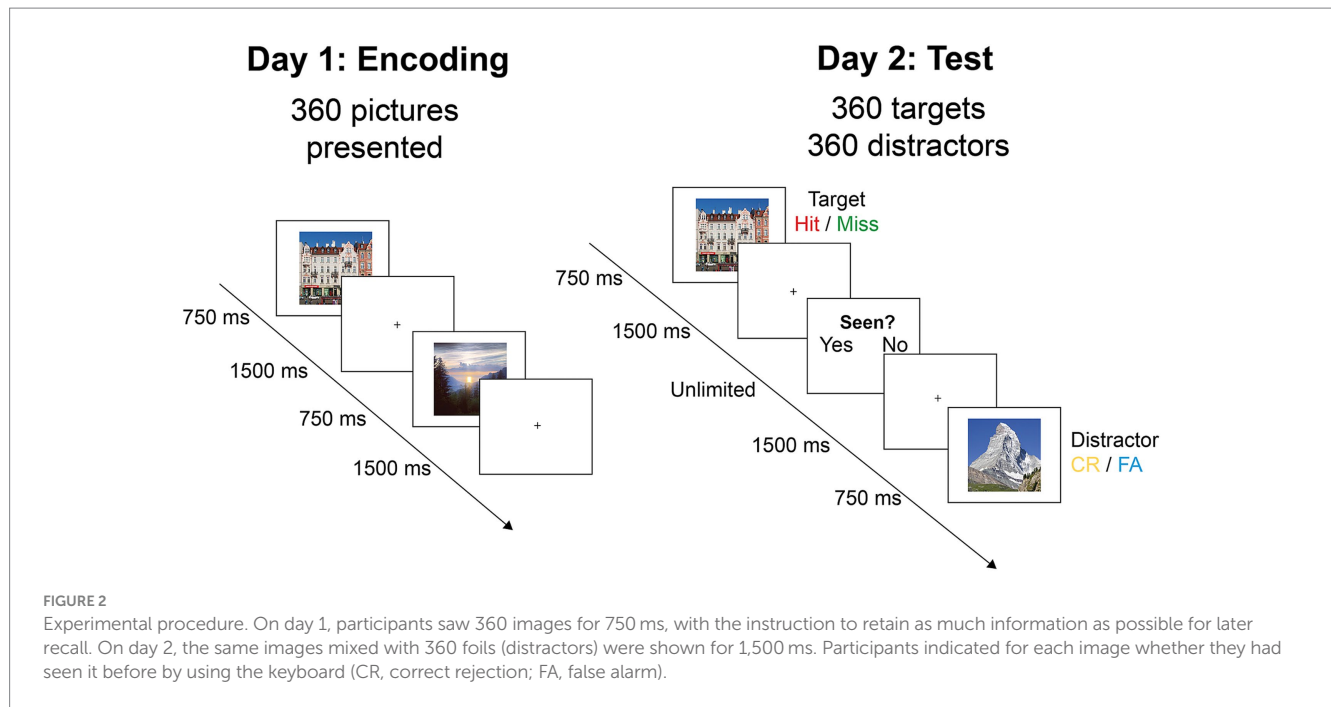 Day 1: Encoding
360 pictures
presented
750 ms
1500 ms
750 ms
1500 ms
+
+
Day 2: Test
360 targets
360 distractors
Target
Hit / Miss
750 ms
1500 ms
Unlimited
1500 ms
750 ms
+
Seen?
Yes No
+
Distractor
CR / FA
FIGURE 2
Experimental procedure. On day 1, participants saw 360 images for 750 ms, with the instruction to retain as much information as possible for later
recall. On day 2, the same images mixed with 360 foils (distractors) were shown for 1,500 ms. Participants indicated for each image whether they had
seen it before by using the keyboard (CR, correct rejection; FA, false alarm).